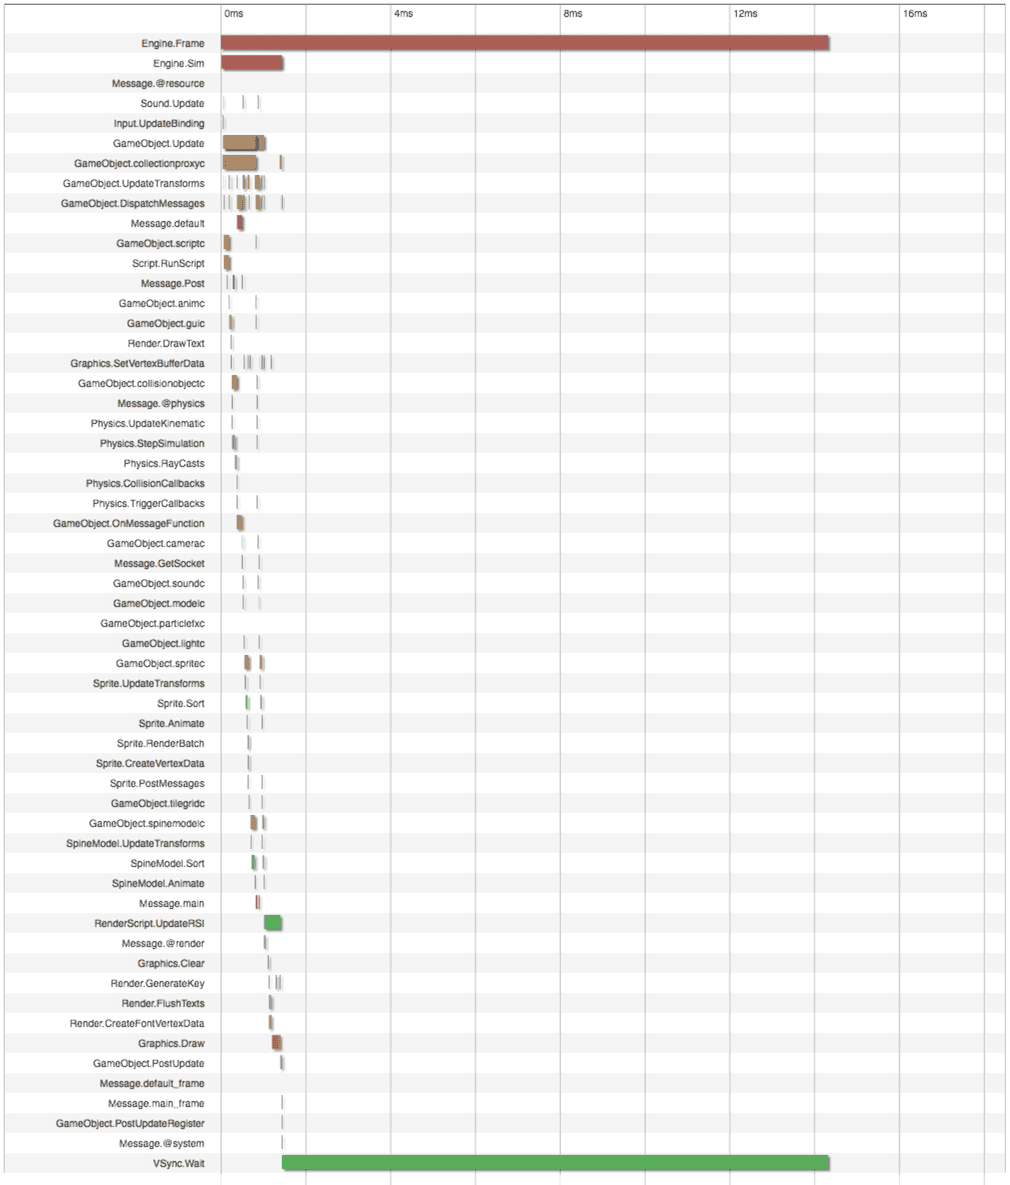 0ms 4ms 8ms 12ms 16ms
Engine.Frame
Engine.Sim
Message.@resource
Sound.Update
Input.UpdateBinding
GameObject.Update
GameObject.collectionproxyc
GameObject.UpdateTransforms
GameObject.DispatchMessages
Message.default
GameObject.scriptc
Script.RunScript
Message.Post
GameObject.animc
GameObject.guic
Render.DrawText
Graphics.SetVertexBufferData
GameObject.collisionobjectc
Message.@physics
Physics.UpdateKinematic
Physics.StepSimulation
Physics.RayCasts
Physics.CollisionCallbacks
Physics.TriggerCallbacks
GameObject.OnMessageFunction
GameObject.camerac
Message.GetSocket
GameObject.soundc
GameObject.modelc
GameObject.particlefxc
GameObject.lightc
GameObject.spritec
Sprite.UpdateTransforms
Sprite.Sort
Sprite.Animate
Sprite.RenderBatch
Sprite.CreateVertexData
Sprite.PostMessages
GameObject.tilegridc
GameObject.spinemodelc
SpineModel.UpdateTransforms
SpineModel.Sort
SpineModel.Animate
Message.main
RenderScript.UpdateRSI
Message.@render
Graphics.Clear
Render.GenerateKey
Render.FlushTexts
Render.CreateFontVertexData
Graphics.Draw
GameObject.PostUpdate
Message.default_frame
Message.main_frame
GameObject.PostUpdateRegister
Message.@system
VSync.Wait